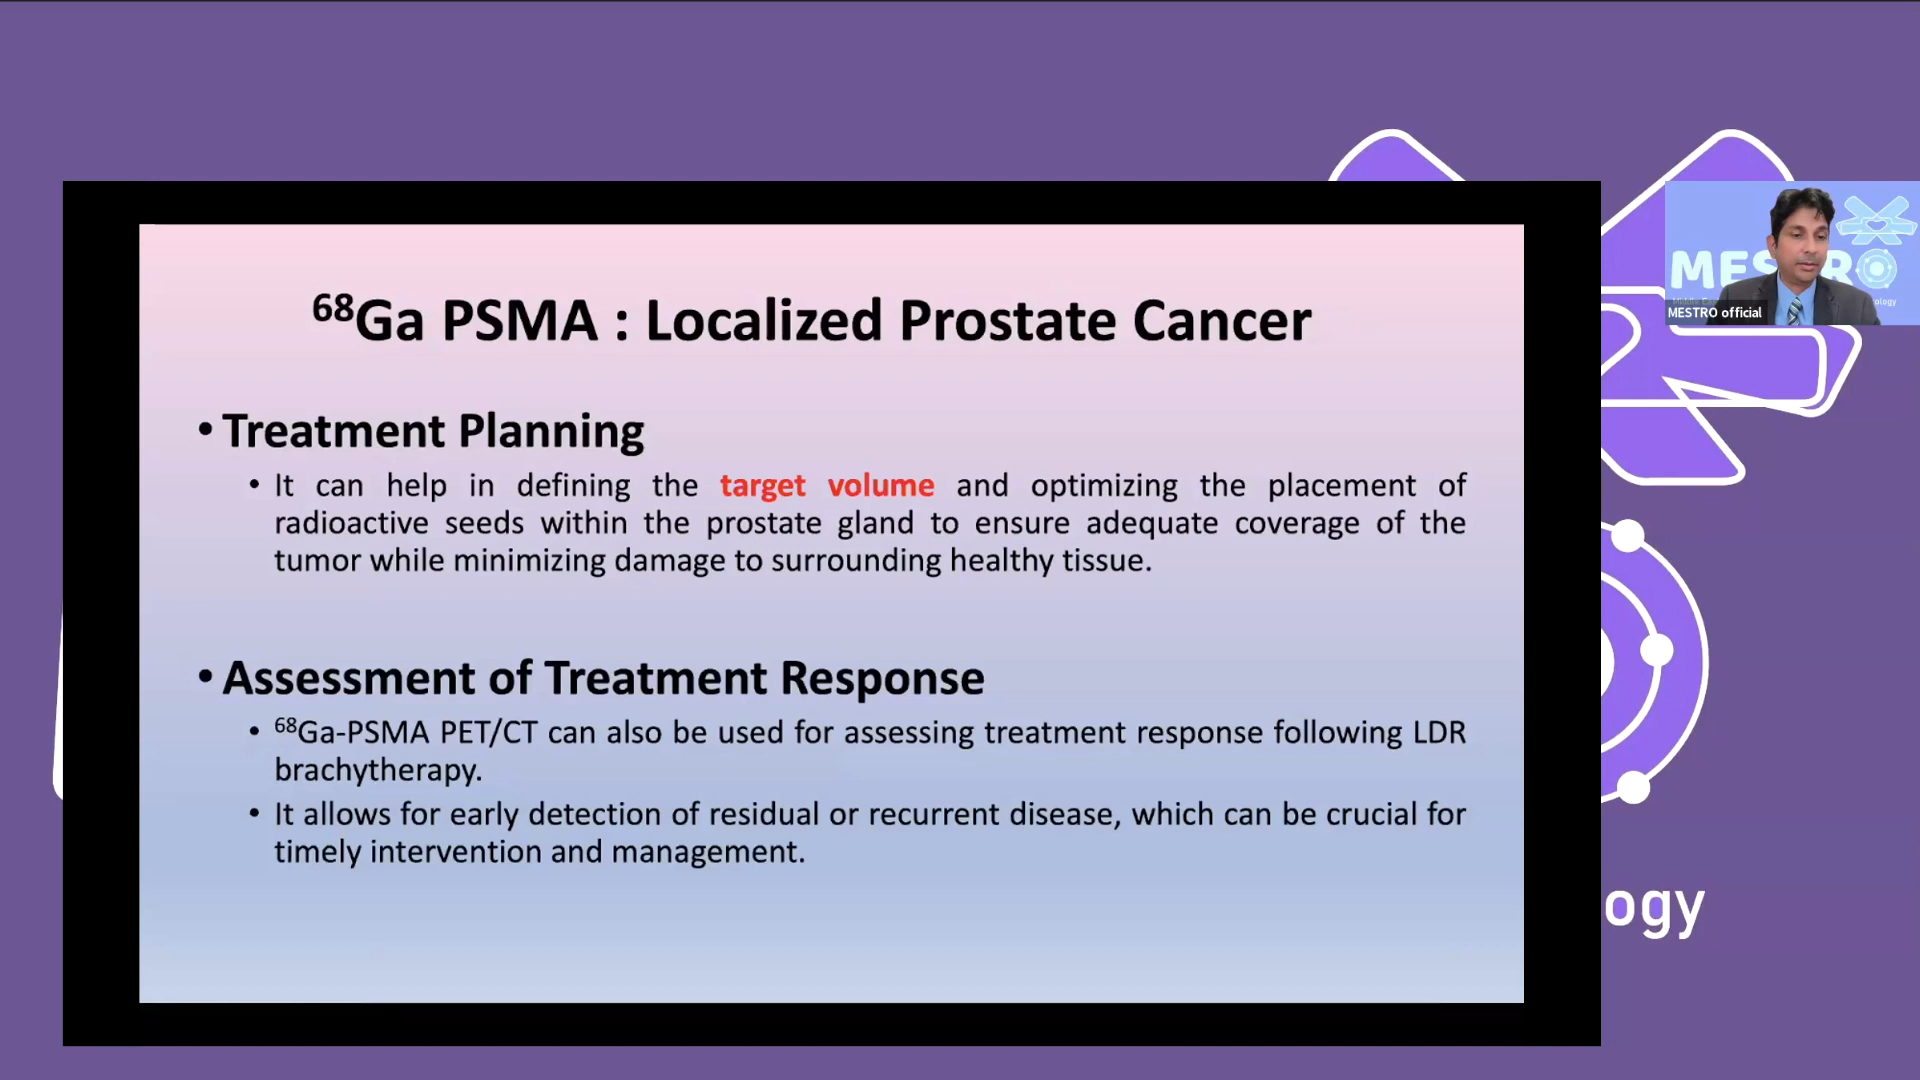 ⁶⁸Ga PSMA : Localized Prostate Cancer
• Treatment Planning
• It can help in defining the target volume and optimizing the placement of
radioactive seeds within the prostate gland to ensure adequate coverage of the
tumor while minimizing damage to surrounding healthy tissue.
• Assessment of Treatment Response
• ⁶⁸Ga-PSMA PET/CT can also be used for assessing treatment response following LDR
brachytherapy.
• It allows for early detection of residual or recurrent disease, which can be crucial for
timely intervention and management.
MESTRO official
ogy